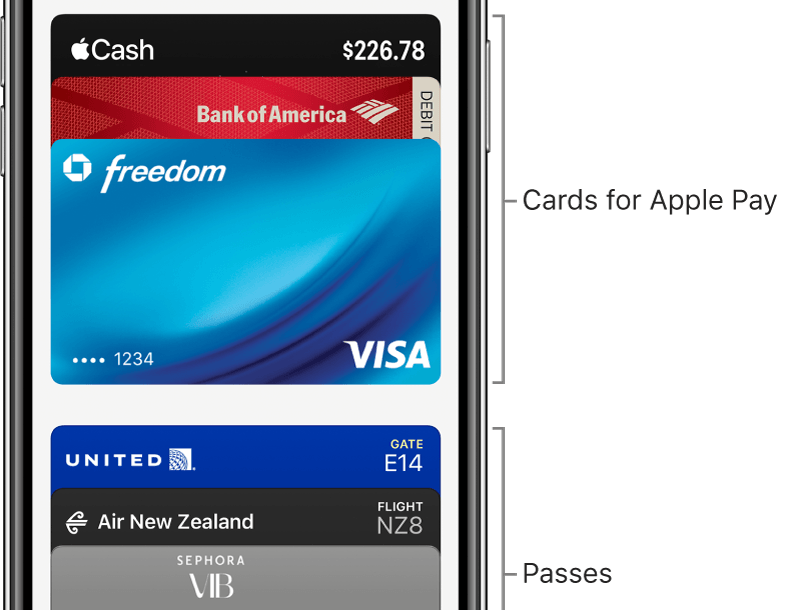 Cash
$226.78
Bank of America
DEBIT
freedom
Cards for Apple Pay
•••• 1234
VISA
UNITED
GATE
E14
Air New Zealand
FLIGHT
NZ8
SEPHORA
VIB
Passes